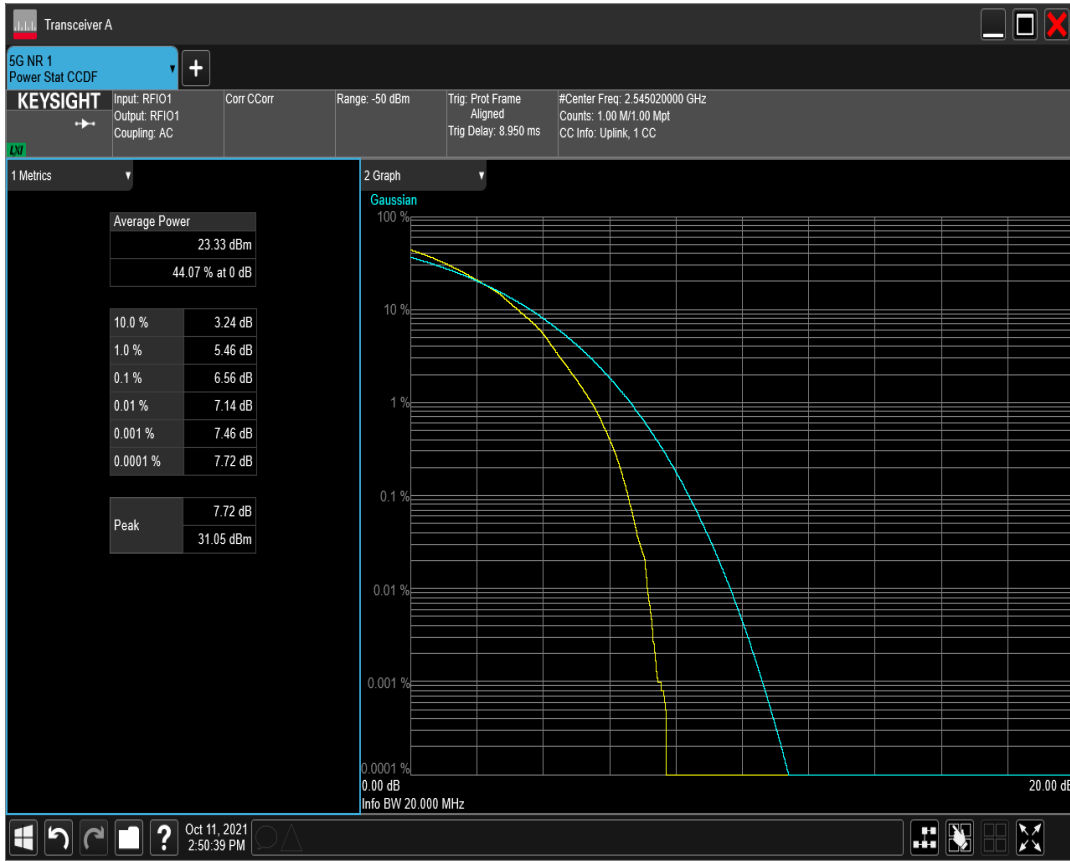 Transceiver A
5G NR 1
Power Stat CCDF
+
KEYSIGHT
LXI
Input: RFIO1
Output: RFIO1
Coupling: AC
Corr CCorr
Range: -50 dBm
Trig: Prot Frame
Aligned
Trig Delay: 8.950 ms
#Center Freq: 2.545020000 GHz
Counts: 1.00 M/1.00 Mpt
CC Info: Uplink, 1 CC
1 Metrics
Average Power
23.33 dBm
44.07 % at 0 dB
10.0 % 3.24 dB
1.0 % 5.46 dB
0.1 % 6.56 dB
0.01 % 7.14 dB
0.001 % 7.46 dB
0.0001 % 7.72 dB
Peak 7.72 dB
31.05 dBm
2 Graph
Gaussian
100 %
10 %
1 %
0.1 %
0.01 %
0.001 %
0.0001 %
0.00 dB 20.00 dB
Info BW 20.000 MHz
?
Oct 11, 2021
2:50:39 PM